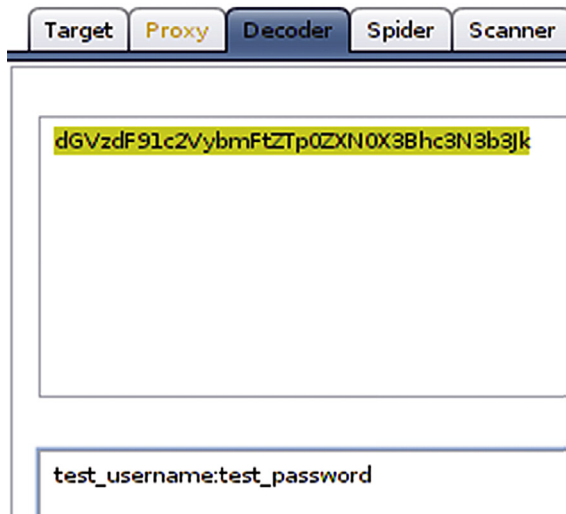 Target Proxy Decoder Spider Scanner
dGVzdF91c2VybmFtZTp0ZXN0X3Bhc3N3b3Jk
test_username:test_password